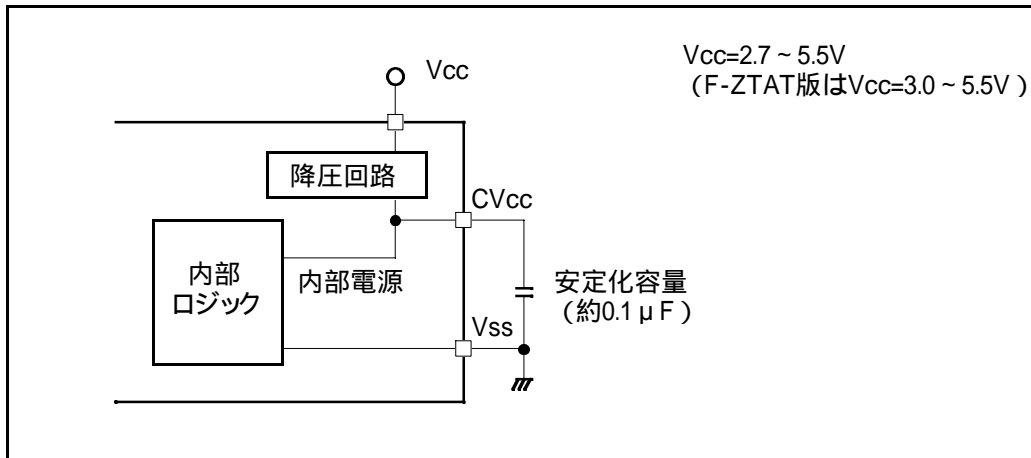 Vcc=2.7 ~ 5.5V
（F-ZTAT版はVcc=3.0 ~ 5.5V ）
Vcc
降圧回路
CVcc
内部
ロジック
内部電源
安定化容量
（約0.1 μ F ）
Vss